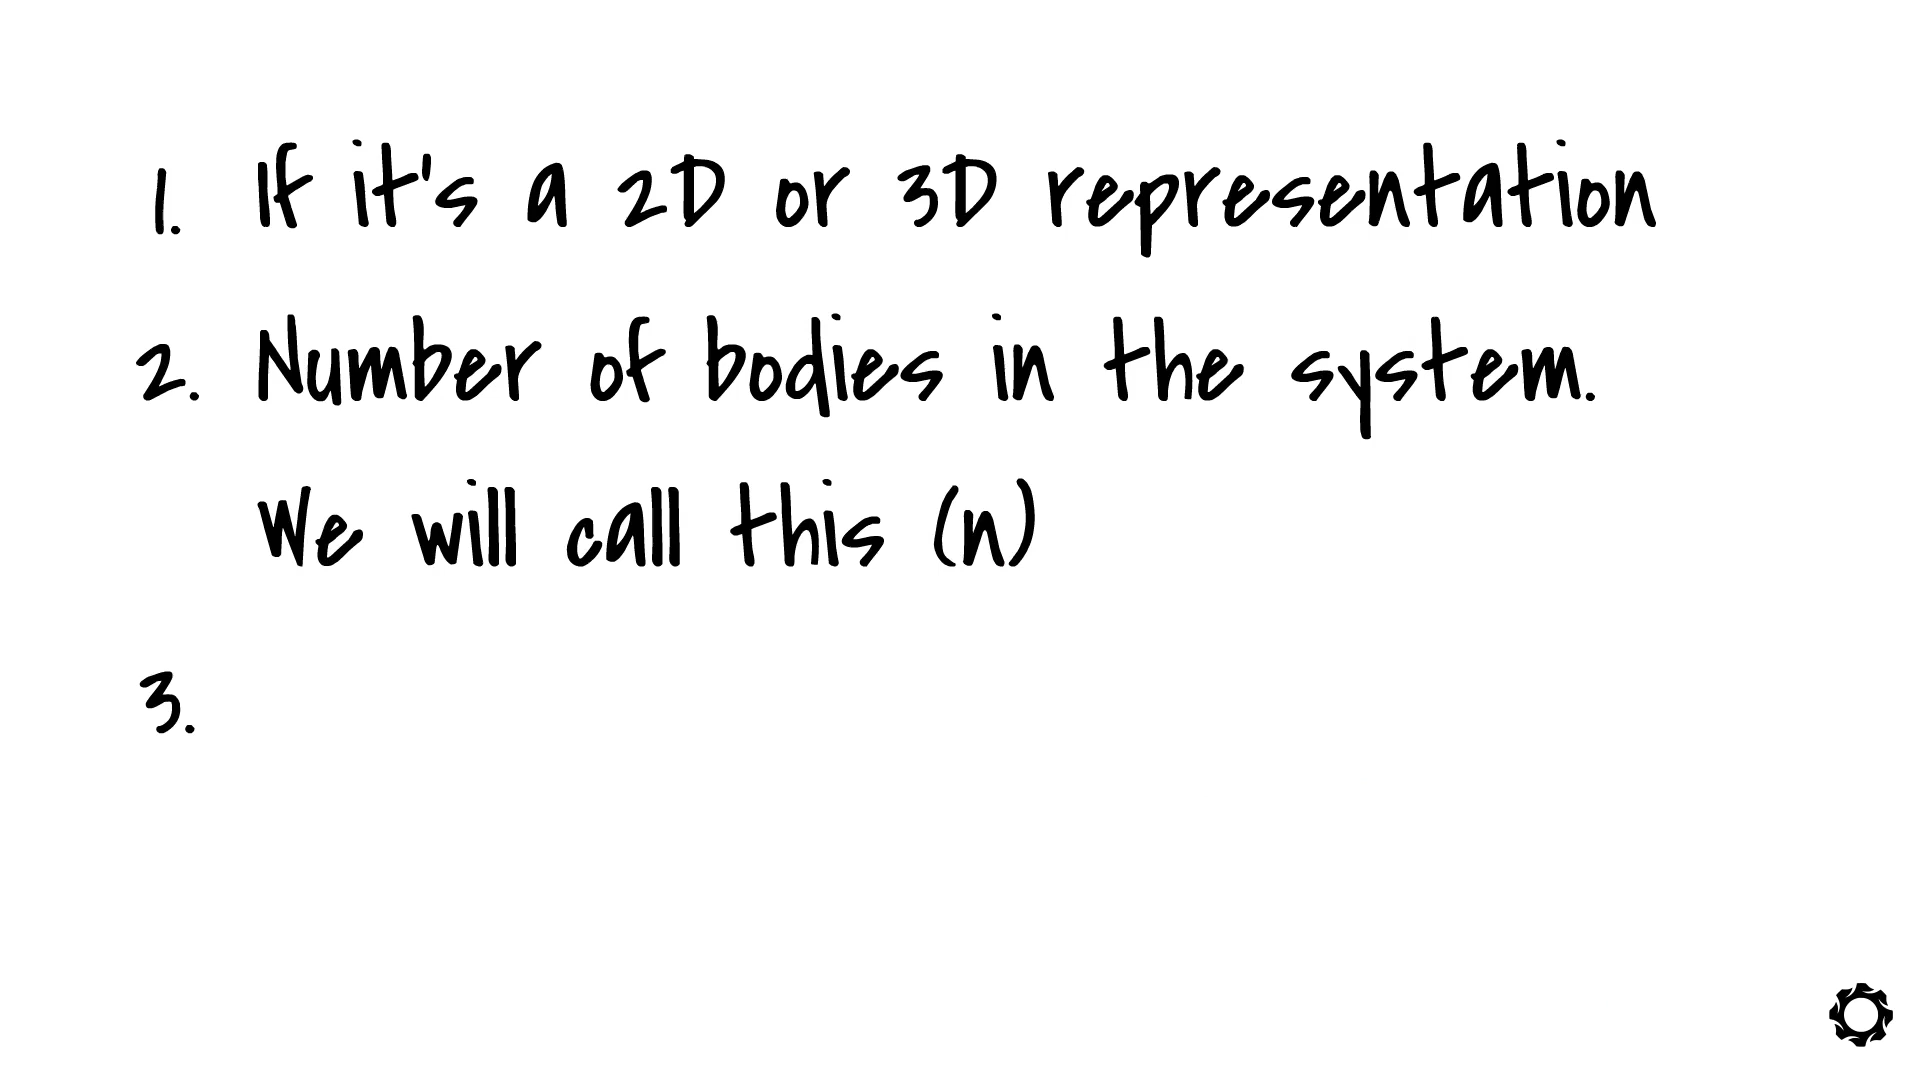 1. If it's a 2D or 3D representation
2. Number of bodies in the system.
We will call this (n)
3.